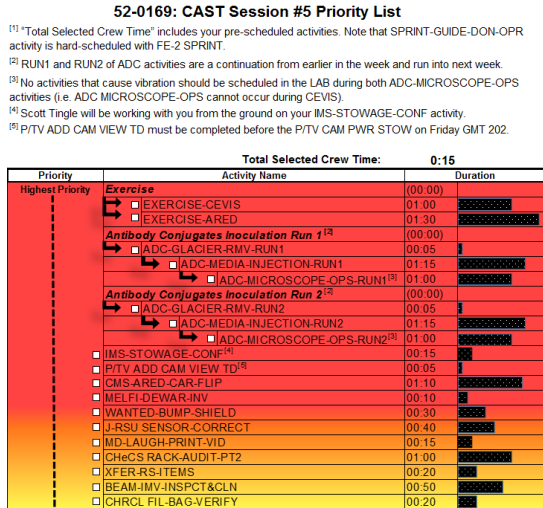 52-0169: CAST Session #5 Priority List
[1] "Total Selected Crew Time" includes your pre-scheduled activities. Note that SPRINT-GUIDE-DON-OPR
activity is hard-scheduled with FE-2 SPRINT.
[2] RUN1 and RUN2 of ADC activities are a continuation from earlier in the week and run into next week.
[3] No activities that cause vibration should be scheduled in the LAB during both ADC-MICROSCOPE-OPS
activities (i.e. ADC MICROSCOPE-OPS cannot occur during CEVIS).
[4] Scott Tingle will be working with you from the ground on your IMS-STOWAGE-CONF activity.
[5] P/TV ADD CAM VIEW TD must be completed before the P/TV CAM PWR STOW on Friday GMT 202.
Total Selected Crew Time: 0:15
Priority Activity Name Duration
Highest Priority Exercise (00:00)
EXERCISE-CEVIS 01:00
EXERCISE-ARED 01:30
Antibody Conjugates Inoculation Run 1 [2] (00:00)
ADC-GLACIER-RMV-RUN1 00:05
ADC-MEDIA-INJECTION-RUN1 01:15
ADC-MICROSCOPE-OPS-RUN1[3] 01:00
Antibody Conjugates Inoculation Run 2 [2] (00:00)
ADC-GLACIER-RMV-RUN2 00:05
ADC-MEDIA-INJECTION-RUN2 01:15
ADC-MICROSCOPE-OPS-RUN2[3] 01:00
IMS-STOWAGE-CONF[4] 00:15
P/TV ADD CAM VIEW TD[5] 00:05
CMS-ARED-CAR-FLIP 01:10
MELFI-DEWAR-INV 00:10
WANTED-BUMP-SHIELD 00:30
J-RSU SENSOR-CORRECT 00:40
MD-LAUGH-PRINT-VID 00:15
CHeCS RACK-AUDIT-PT2 01:00
XFER-RS-ITEMS 00:20
BEAM-IMV-INSPCT&CLN 00:50
CHRCL FIL-BAG-VERIFY 00:20